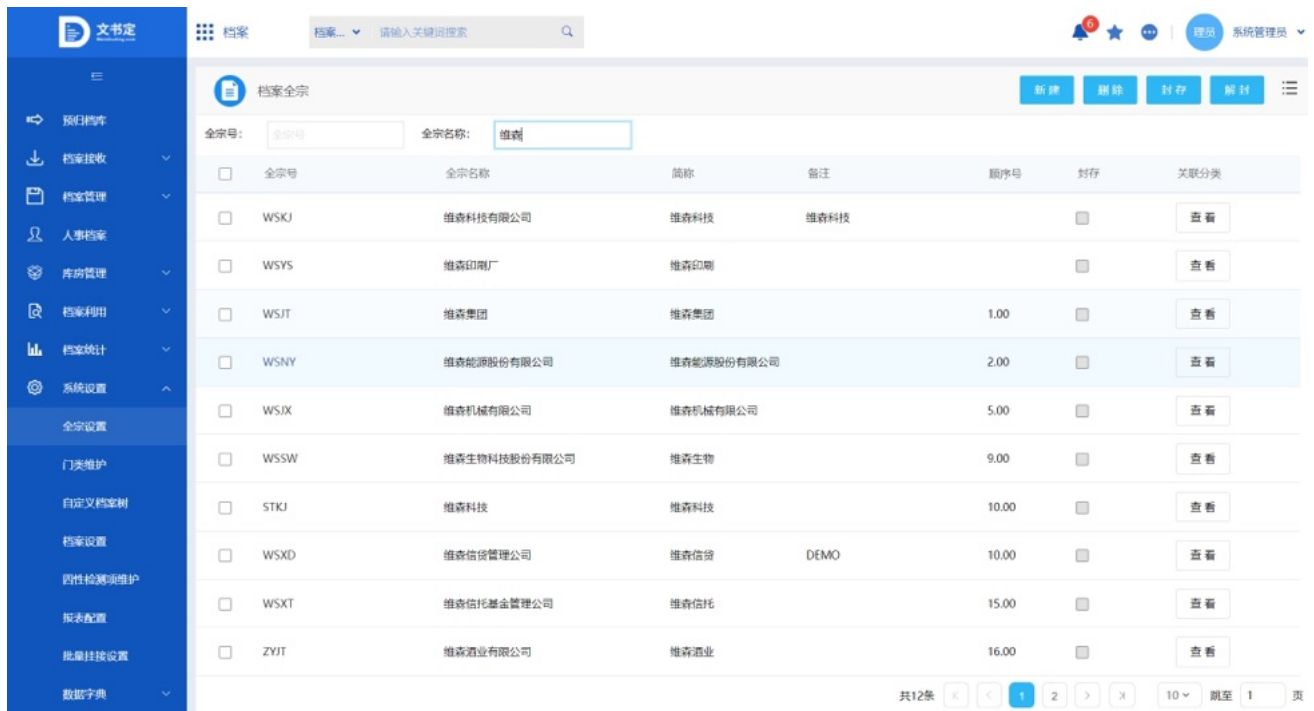 文书定
档案
档案...
请输入关键词搜索
6
理员
系统管理员
预归档库
档案接收
档案管理
人事档案
库房管理
档案利用
档案统计
系统设置
全宗设置
门类维护
自定义档案树
档案设置
四性检测项维护
报表配置
批量挂接设置
数据字典
档案全宗
新建 删除 封存 解封
全宗号: 全宗号 全宗名称: 维森
全宗号 全宗名称 简称 备注 顺序号 封存 关联分类
WSKJ 维森科技有限公司 维森科技 维森科技 查看
WSYS 维森印刷厂 维森印刷 查看
WSJT 维森集团 维森集团 1.00 查看
WSNY 维森能源股份有限公司 维森能源股份有限公司 2.00 查看
WSJX 维森机械有限公司 维森机械有限公司 5.00 查看
WSSW 维森生物科技股份有限公司 维森生物 9.00 查看
STKJ 维森科技 维森科技 10.00 查看
WSXD 维森信贷管理公司 维森信贷 DEMO 10.00 查看
WSXT 维森信托基金管理公司 维森信托 15.00 查看
ZYJT 维森酒业有限公司 维森酒业 16.00 查看
共12条 1 2 10 跳至 1 页